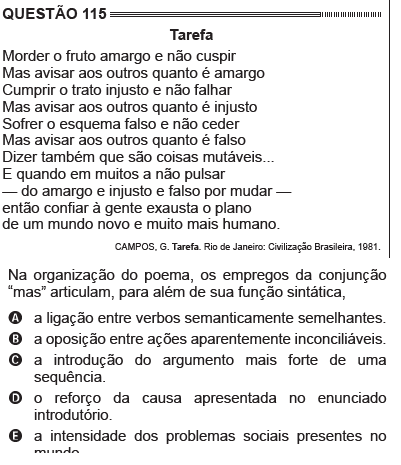 QUESTÃO 115
Tarefa
Morder o fruto amargo e não cuspir
Mas avisar aos outros quanto é amargo
Cumprir o trato injusto e não falhar
Mas avisar aos outros quanto é injusto
Sofrer o esquema falso e não ceder
Mas avisar aos outros quanto é falso
Dizer também que são coisas mutáveis...
E quando em muitos a não pulsar
— do amargo e injusto e falso por mudar —
então confiar à gente exausta o plano
de um mundo novo e muito mais humano.
CAMPOS, G. Tarefa. Rio de Janeiro: Civilização Brasileira, 1981.
Na organização do poema, os empregos da conjunção
“mas” articulam, para além de sua função sintática,
A a ligação entre verbos semanticamente semelhantes.
B a oposição entre ações aparentemente inconciliáveis.
C a introdução do argumento mais forte de uma
sequência.
D o reforço da causa apresentada no enunciado
introdutório.
E a intensidade dos problemas sociais presentes no
mundo.